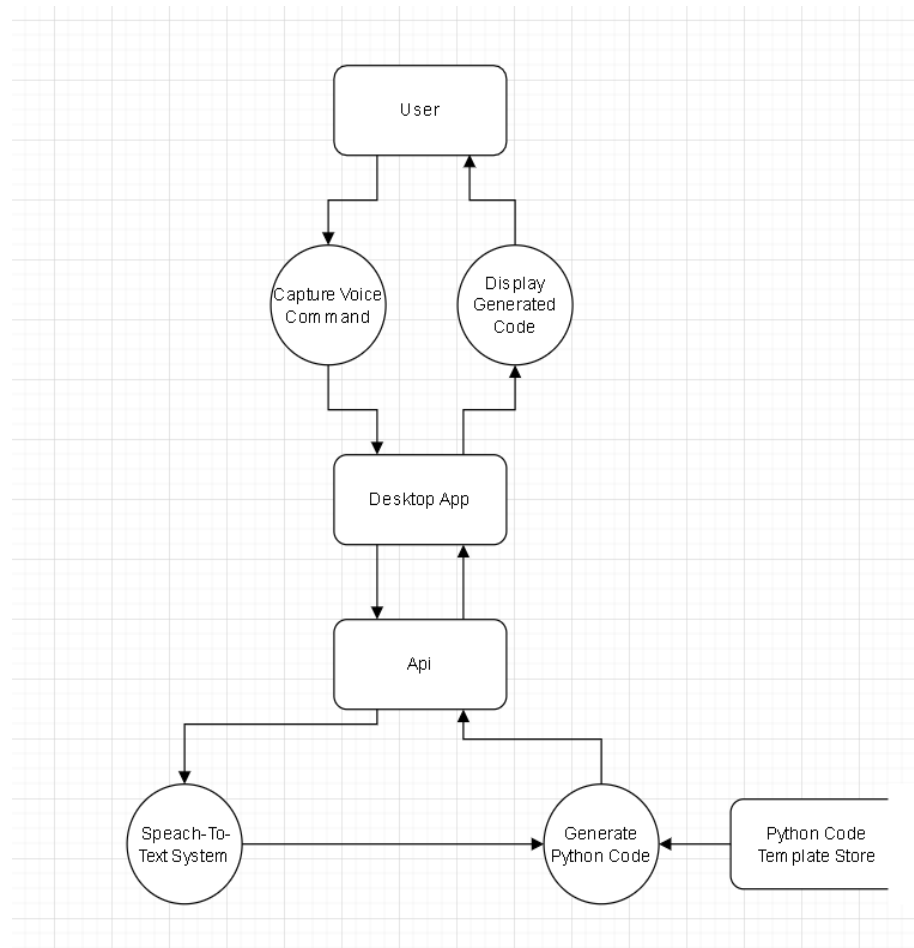 User
Capture Voice
Command
Display
Generated
Code
Desktop App
Api
Speach-To-
Text System
Generate
Python Code
Python Code
Template Store